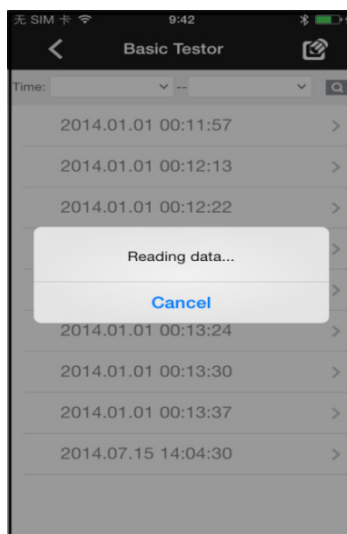 无 SIM 卡 9:42
Basic Testor
Time: --
2014.01.01 00:11:57
2014.01.01 00:12:13
2014.01.01 00:12:22
Reading data...
Cancel
2014.01.01 00:13:24
2014.01.01 00:13:30
2014.01.01 00:13:37
2014.07.15 14:04:30